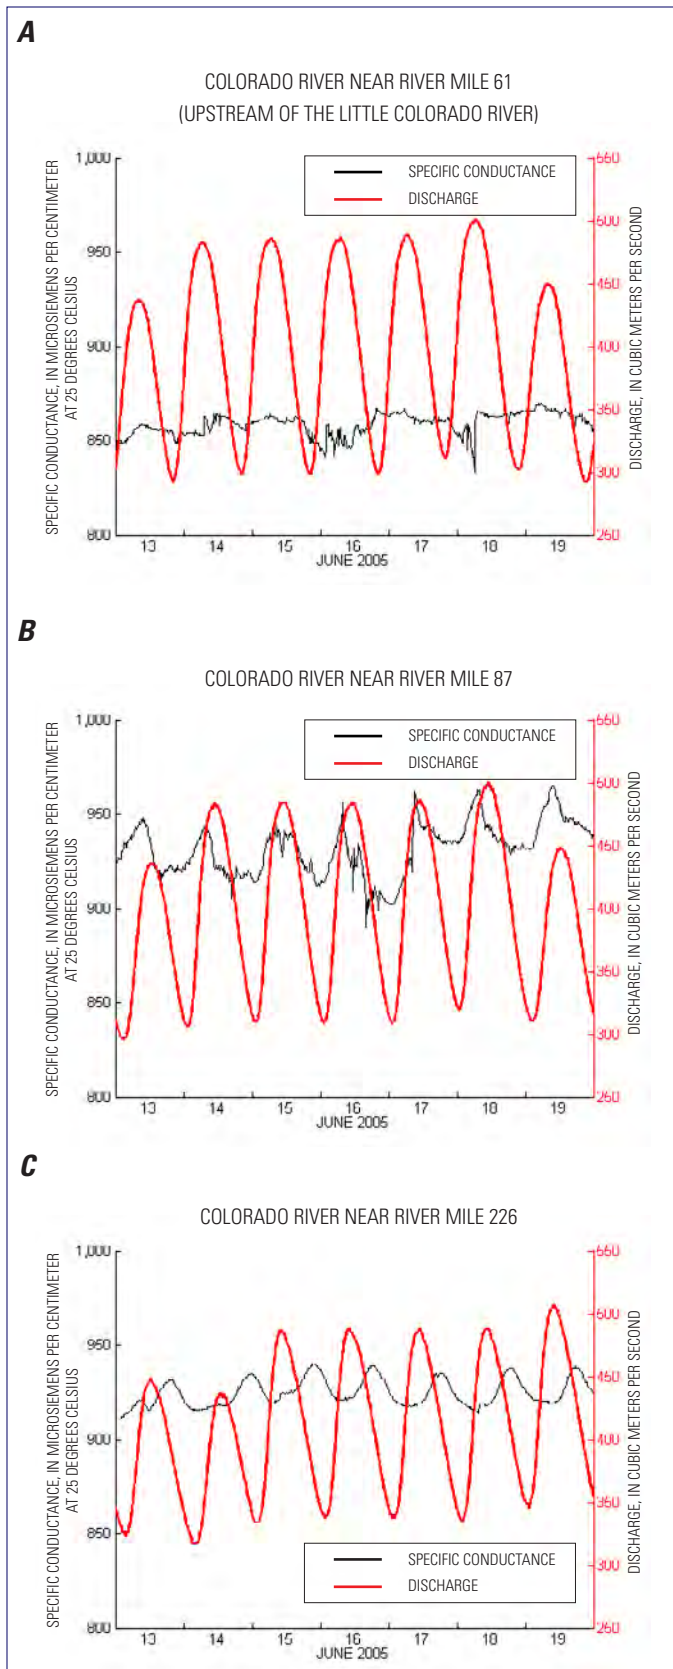 A
COLORADO RIVER NEAR RIVER MILE 61
(UPSTREAM OF THE LITTLE COLORADO RIVER)
SPECIFIC CONDUCTANCE, IN MICROSIEMENS PER CENTIMETER
AT 25 DEGREES CELSIUS
1,000
950
900
850
800
SPECIFIC CONDUCTANCE
DISCHARGE
550
500
450
400
350
300
250
DISCHARGE, IN CUBIC METERS PER SECOND
13 14 15 16 17 18 19
JUNE 2005
B
COLORADO RIVER NEAR RIVER MILE 87
SPECIFIC CONDUCTANCE, IN MICROSIEMENS PER CENTIMETER
AT 25 DEGREES CELSIUS
1,000
950
900
850
800
SPECIFIC CONDUCTANCE
DISCHARGE
550
500
450
400
350
300
250
DISCHARGE, IN CUBIC METERS PER SECOND
13 14 15 16 17 18 19
JUNE 2005
C
COLORADO RIVER NEAR RIVER MILE 226
SPECIFIC CONDUCTANCE, IN MICROSIEMENS PER CENTIMETER
AT 25 DEGREES CELSIUS
1,000
950
900
850
800
550
500
450
400
350
300
250
DISCHARGE, IN CUBIC METERS PER SECOND
SPECIFIC CONDUCTANCE
DISCHARGE
13 14 15 16 17 18 19
JUNE 2005